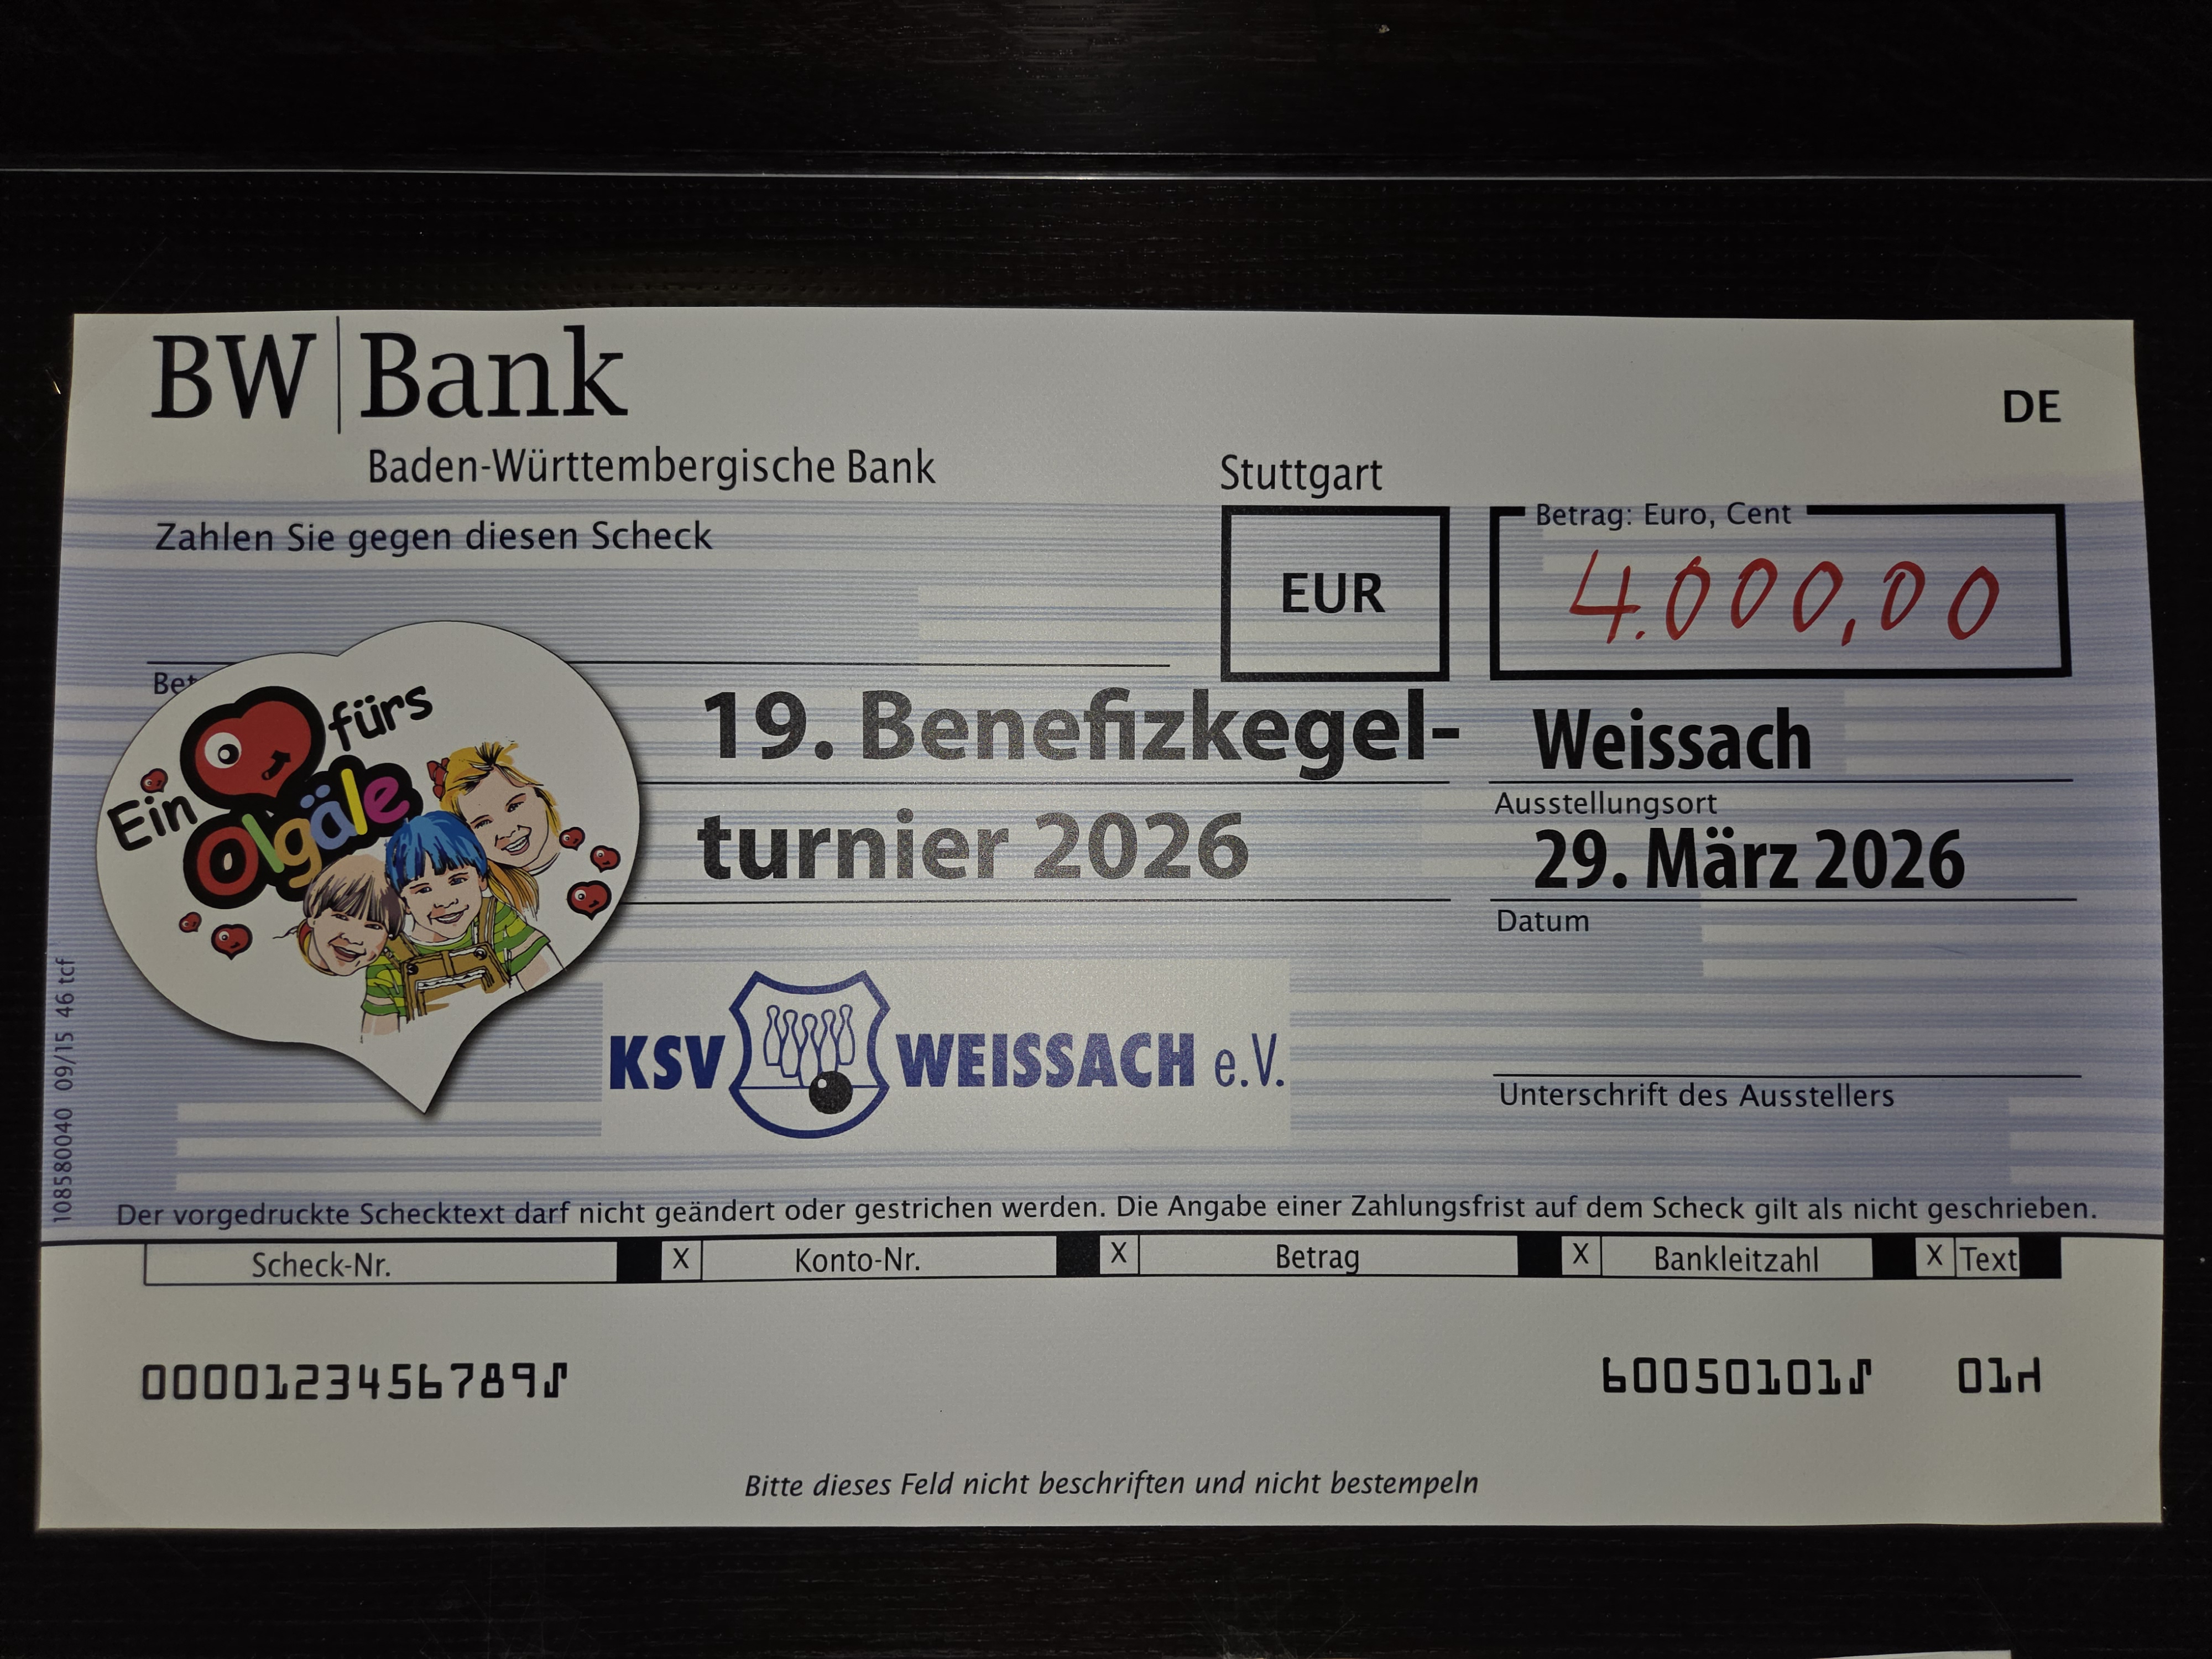 BW Bank
Baden-Württembergische Bank
DE
Stuttgart
Zahlen Sie gegen diesen Scheck
EUR
Betrag: Euro, Cent
4.000,00
Ein fürs
Olgäle
19. Benefizkegel-
turnier 2026
Weissach
Ausstellungsort
29. März 2026
Datum
KSV WEISSACH e.V.
Unterschrift des Ausstellers
108580040 09/15 46 tcf
Der vorgedruckte Schecktext darf nicht geändert oder gestrichen werden. Die Angabe einer Zahlungsfrist auf dem Scheck gilt als nicht geschrieben.
Scheck-Nr. X Konto-Nr. X Betrag X Bankleitzahl X Text
0000123456789⑀ 60050101⑀ 01⑁
Bitte dieses Feld nicht beschriften und nicht bestempeln